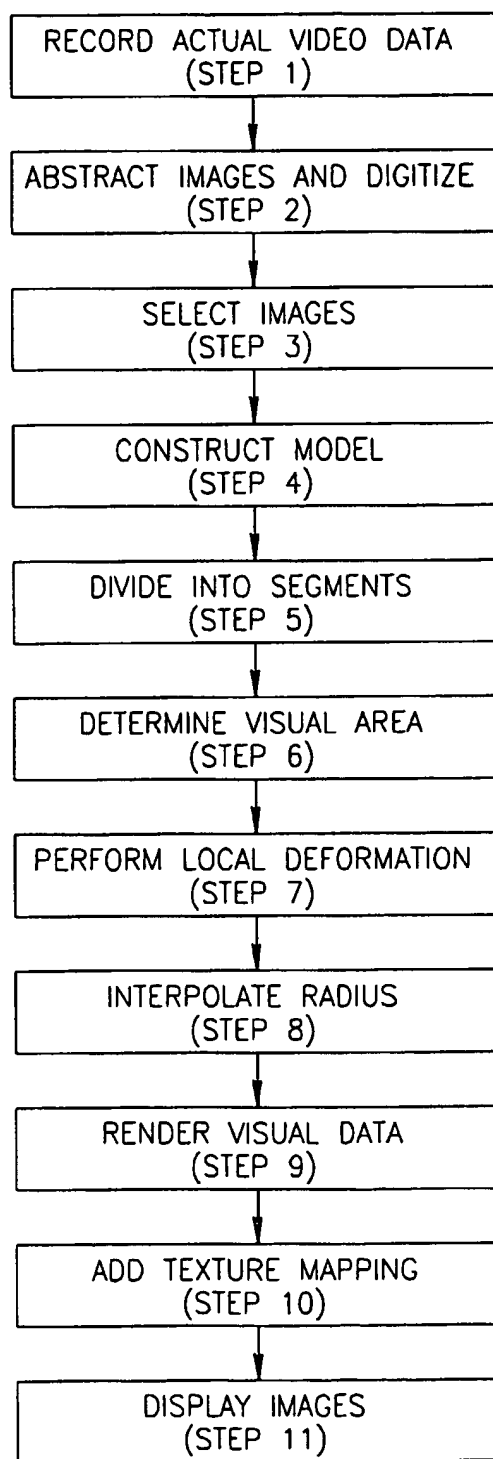 RECORD ACTUAL VIDEO DATA
(STEP 1)
ABSTRACT IMAGES AND DIGITIZE
(STEP 2)
SELECT IMAGES
(STEP 3)
CONSTRUCT MODEL
(STEP 4)
DIVIDE INTO SEGMENTS
(STEP 5)
DETERMINE VISUAL AREA
(STEP 6)
PERFORM LOCAL DEFORMATION
(STEP 7)
INTERPOLATE RADIUS
(STEP 8)
RENDER VISUAL DATA
(STEP 9)
ADD TEXTURE MAPPING
(STEP 10)
DISPLAY IMAGES
(STEP 11)